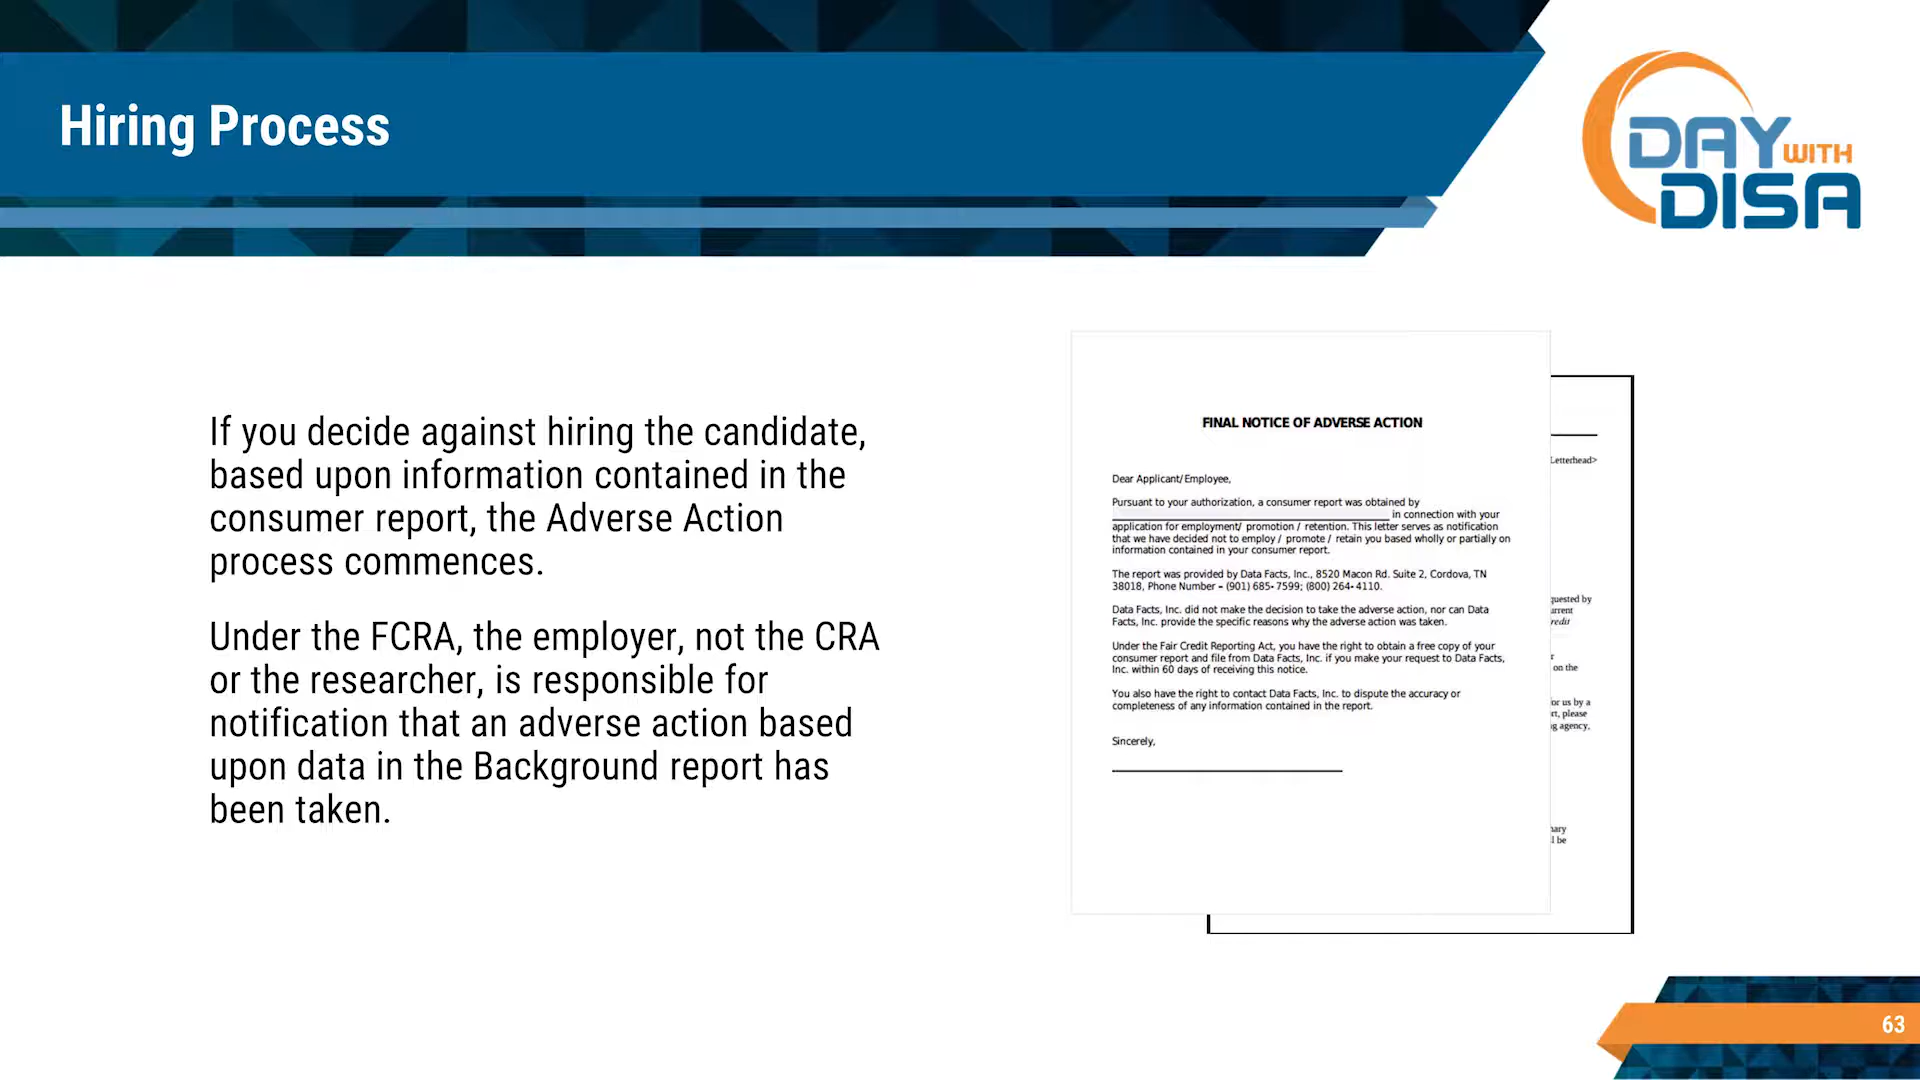 Hiring Process
DAY WITH
DISA
If you decide against hiring the candidate,
based upon information contained in the
consumer report, the Adverse Action
process commences.
Under the FCRA, the employer, not the CRA
or the researcher, is responsible for
notification that an adverse action based
upon data in the Background report has
been taken.
FINAL NOTICE OF ADVERSE ACTION
Dear Applicant/Employee,
Pursuant to your authorization, a consumer report was obtained by
in connection with your
application for employment/ promotion / retention. This letter serves as notification
that we have decided not to employ / promote / retain you based wholly or partially on
information contained in your consumer report.
The report was provided by Data Facts, Inc., 8520 Macon Rd. Suite 2, Cordova, TN
38018, Phone Number – (901) 685-7599; (800) 264-4110.
Data Facts, Inc. did not make the decision to take the adverse action, nor can Data
Facts, Inc. provide the specific reasons why the adverse action was taken.
Under the Fair Credit Reporting Act, you have the right to obtain a free copy of your
consumer report and file from Data Facts, Inc. if you make your request to Data Facts,
Inc. within 60 days of receiving this notice.
You also have the right to contact Data Facts, Inc. to dispute the accuracy or
completeness of any information contained in the report.
Sincerely,
Letterhead>
quested by
on the
for us by a
please
agency,
be
63